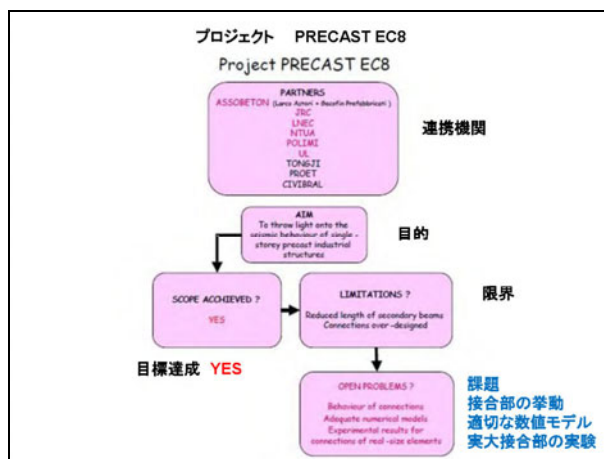 プロジェクト PRECAST EC8
Project PRECAST EC8
PARTNERS
ASSOBETON (Larco Astori + Gecofin Prefabbricati)
JRC
LNEC
NTUA
POLIMI
UL
TONGJI
PROET
CIVIBRAL
連携機関
AIM
To throw light onto the
seismic behaviour of single -
storey precast industrial
structures
目的
SCOPE ACCHIEVED ?
YES
LIMITATIONS ?
Reduced length of secondary beams
Connections over -designed
限界
目標達成 YES
OPEN PROBLEMS ?
Behaviour of connections
Adequate numerical models
Experimental results for
connections of real -size elements
課題
接合部の挙動
適切な数値モデル
実大接合部の実験